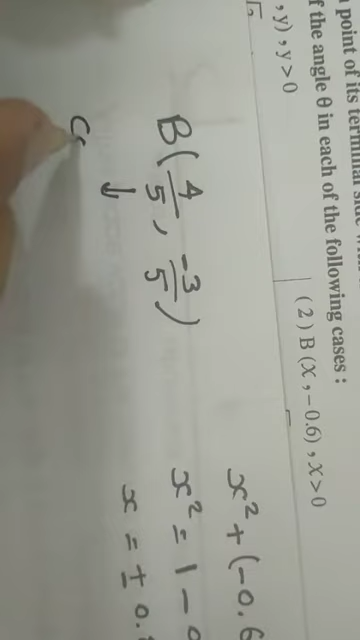 point of its terminal side
f the angle θ in each of the following cases :
, y) , y > 0
( 2 ) B (x , – 0.6) , x > 0
x² + (-0.6
B(4/5, -3/5)
x² = 1 - 0
↓
x = ± 0.